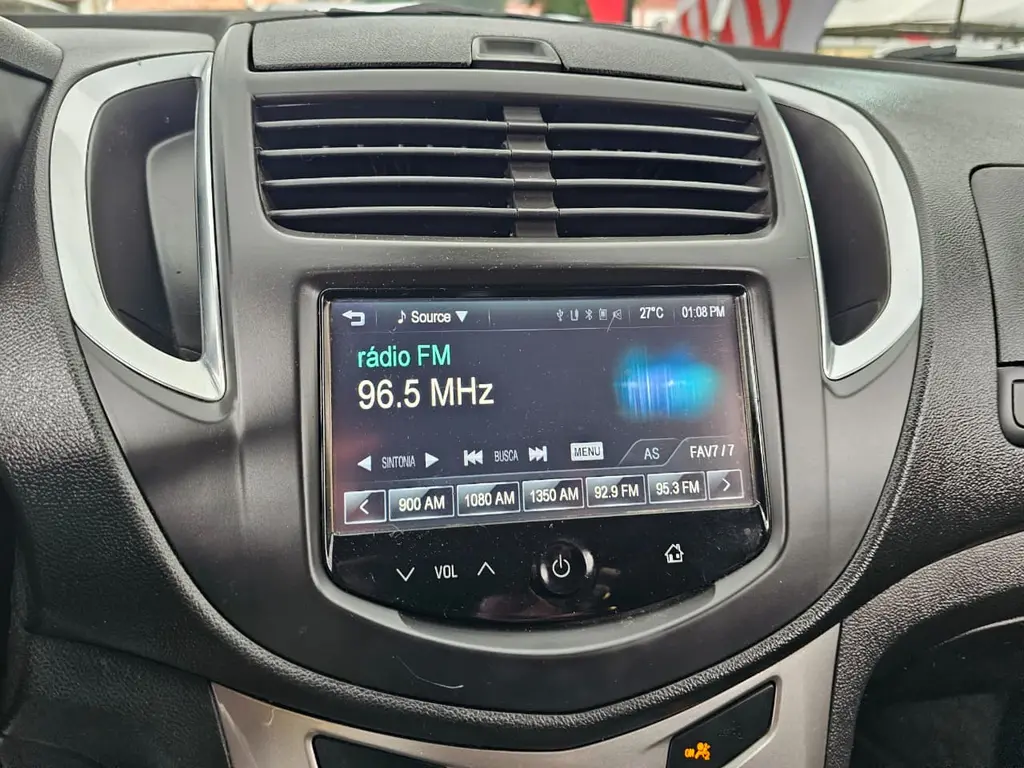 Source 27°C 01:08 PM
rádio FM
96.5 MHz
SINTONIA BUSCA MENU AS FAV7/7
900 AM 1080 AM 1350 AM 92.9 FM 95.3 FM
VOL
ON